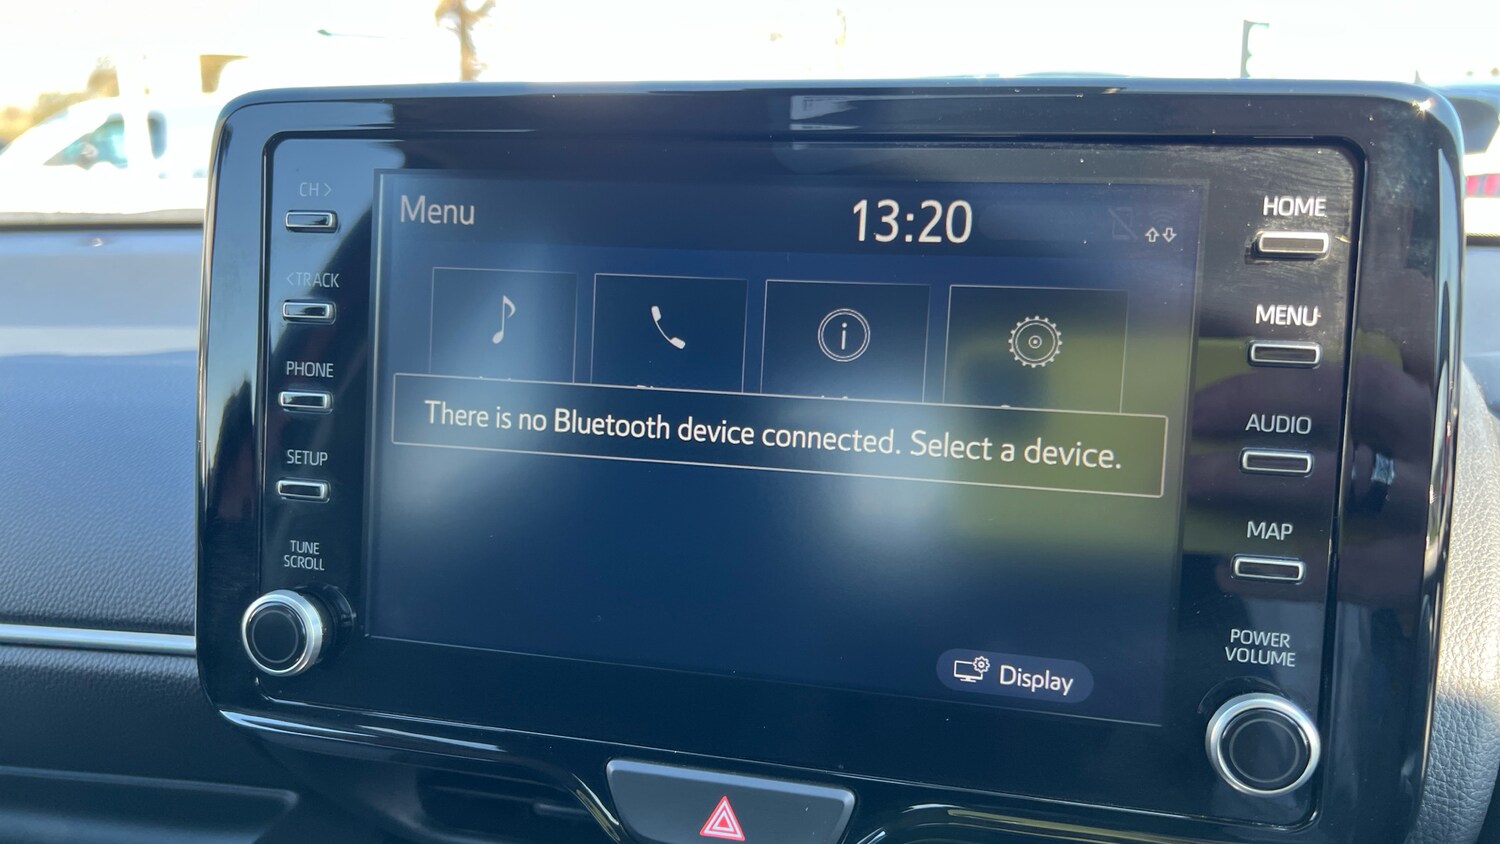 CH >
< TRACK
PHONE
SETUP
TUNE
SCROLL
Menu
13:20
There is no Bluetooth device connected. Select a device.
Display
HOME
MENU
AUDIO
MAP
POWER
VOLUME